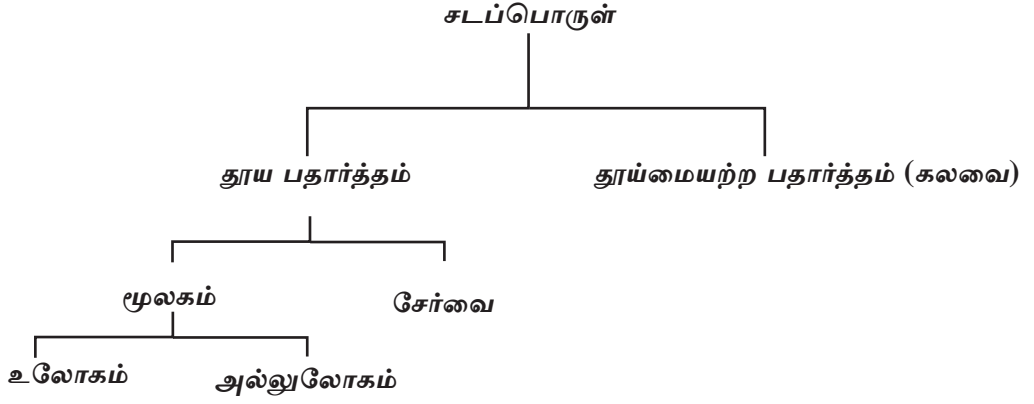 சடப்பொருள்
தூய பதார்த்தம் தூய்மையற்ற பதார்த்தம் (கலவை)
மூலகம் சேர்வை
உலோகம் அல்லுலோகம்